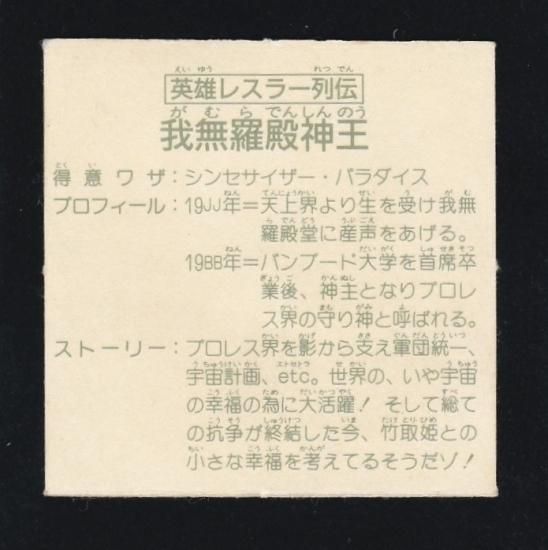 英雄レスラー列伝
我無羅殿神王
得意ワザ:シンセサイザー・パラダイス
プロフィール:19JJ年=天上界より生を受け我無
羅殿堂に産声をあげる。
1988年=バンブード大学を首席卒
業後、神主となりプロレ
ス界の守り神と呼ばれる。
ストーリー:プロレス界を影から支え軍団統一、
宇宙計画、etc。世界の、いや宇宙
の幸福の為に大活躍!そして総て
の抗争が終結した今、竹取姫との
小さな幸福を考えてるそうだゾ!